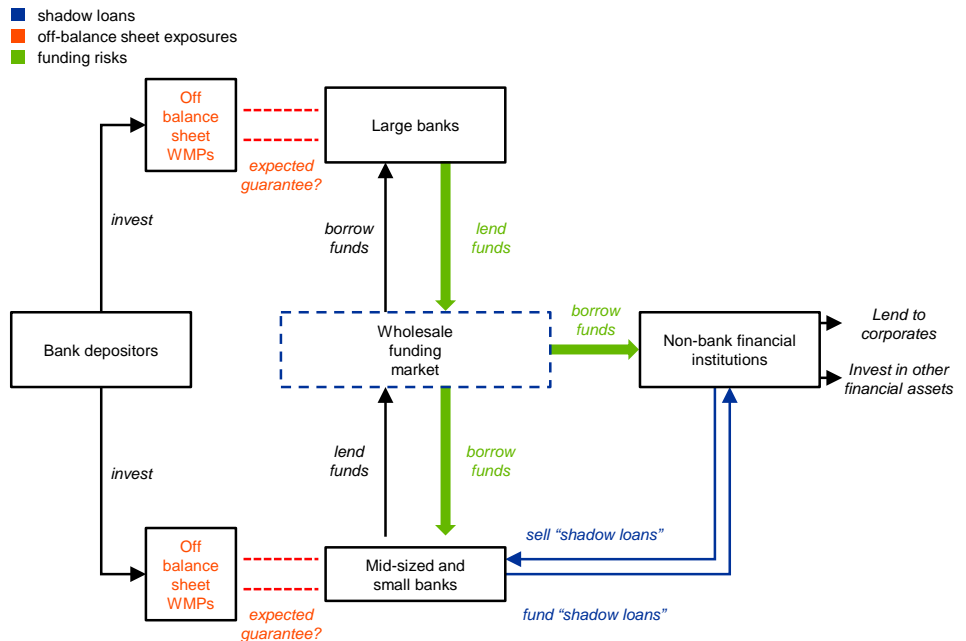 shadow loans
off-balance sheet exposures
funding risks
Off
balance
sheet
WMPs
Large banks
expected
guarantee?
invest
borrow
funds
lend
funds
Bank depositors
Wholesale
funding
market
borrow
funds
Non-bank financial
institutions
Lend to
corporates
Invest in other
financial assets
invest
lend
funds
borrow
funds
Off
balance
sheet
WMPs
Mid-sized and
small banks
sell “shadow loans”
expected
guarantee?
fund “shadow loans”